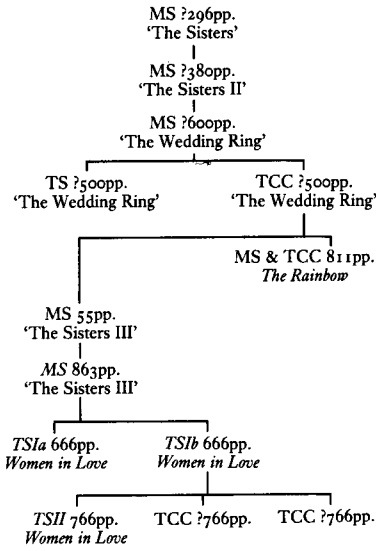 MS ?296pp.
'The Sisters'
MS ?380pp.
'The Sisters II'
MS ?600pp.
'The Wedding Ring'
TS ?500pp. TCC ?500pp.
'The Wedding Ring' 'The Wedding Ring'
MS & TCC 811pp.
The Rainbow
MS 55pp.
'The Sisters III'
MS 863pp.
'The Sisters III'
TSIa 666pp. TSIb 666pp.
Women in Love Women in Love
TSII 766pp. TCC ?766pp. TCC ?766pp.
Women in Love